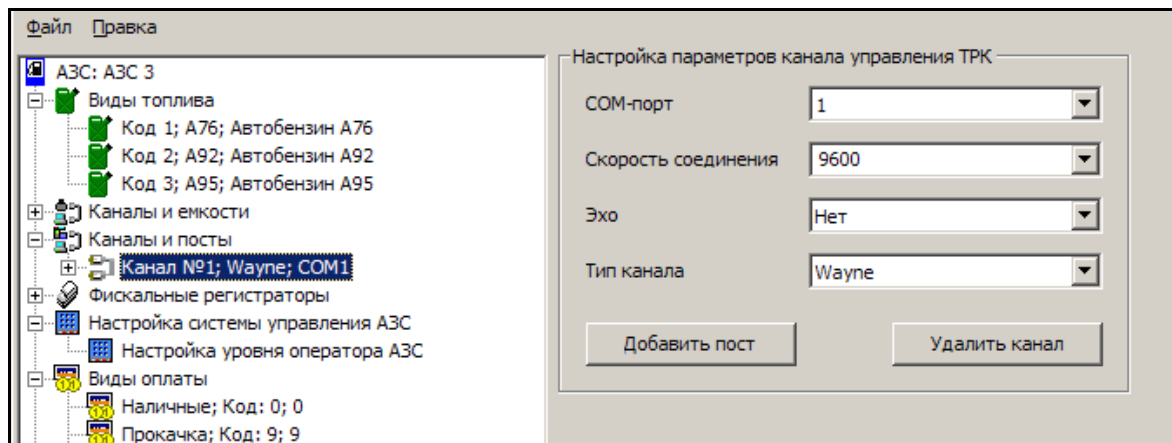 Файл Правка
АЗС: АЗС 3
Виды топлива
Код 1; А76; Автобензин А76
Код 2; А92; Автобензин А92
Код 3; А95; Автобензин А95
Каналы и емкости
Каналы и посты
Канал №1; Wayne; COM1
Фискальные регистраторы
Настройка системы управления АЗС
Настройка уровня оператора АЗС
Виды оплаты
Наличные; Код: 0; 0
Прокачка; Код: 9; 9
Настройка параметров канала управления ТРК
COM-порт 1
Скорость соединения 9600
Эхо Нет
Тип канала Wayne
Добавить пост Удалить канал